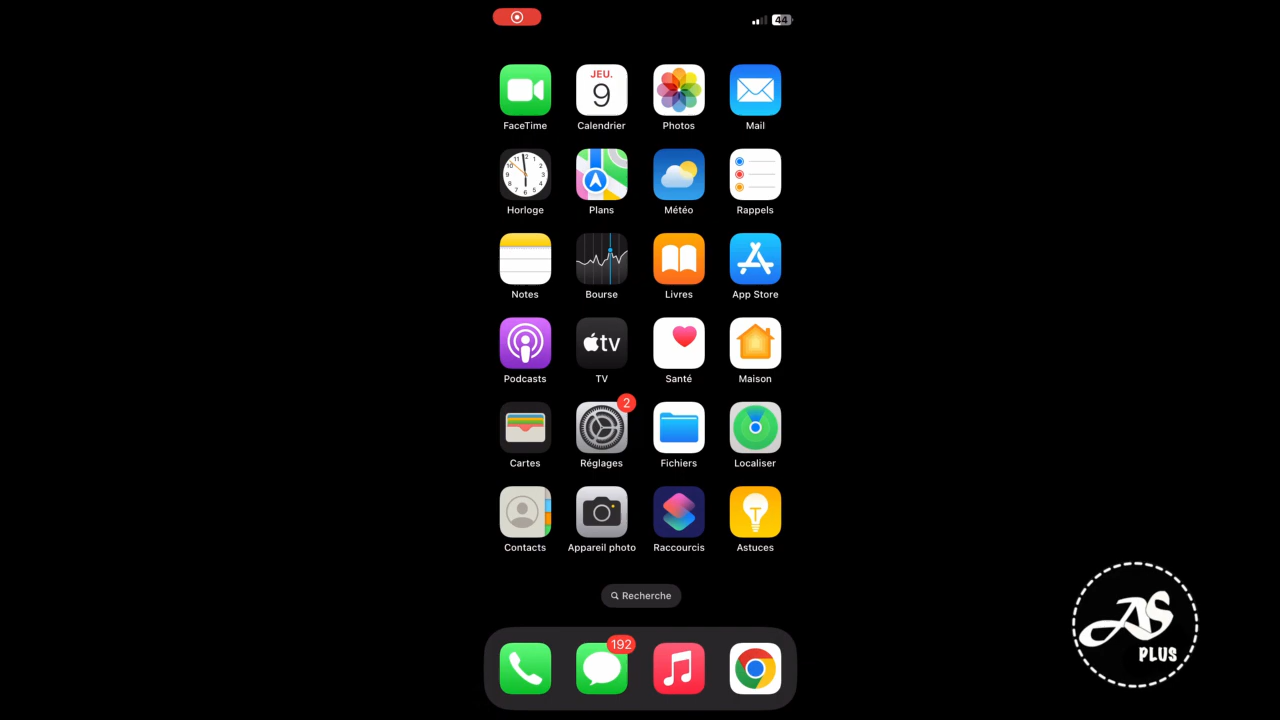 44
JEU.
9
FaceTime
Calendrier
Photos
Mail
Horloge
Plans
Météo
Rappels
Notes
Bourse
Livres
App Store
tv
Podcasts
TV
Santé
Maison
2
Cartes
Réglages
Fichiers
Localiser
Contacts
Appareil photo
Raccourcis
Astuces
Recherche
192
AS
PLUS